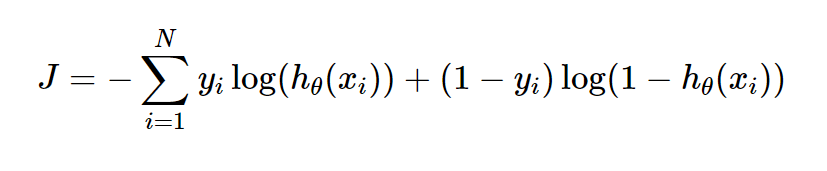 J = − ∑_{i=1}^{N} y_i log(h_θ(x_i)) + (1 − y_i) log(1 − h_θ(x_i))